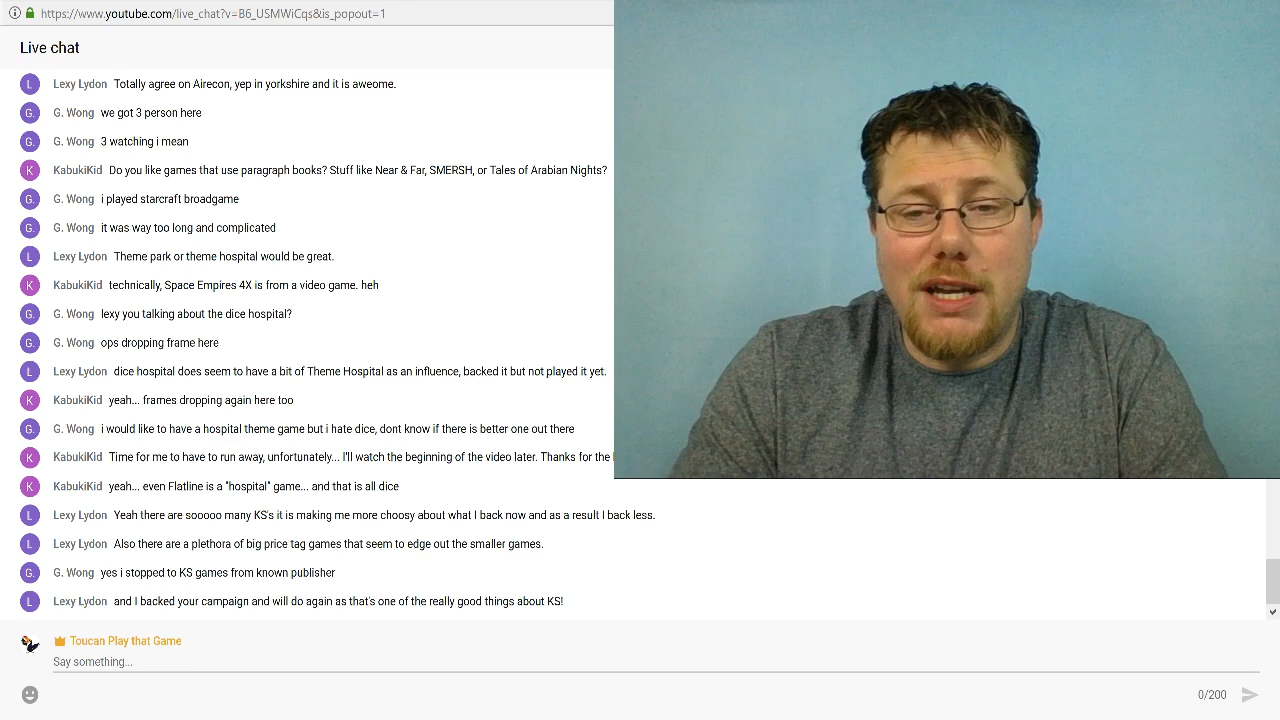 https://www.youtube.com/live_chat?v=B6_USMWiCqs&is_popout=1
Live chat
L Lexy Lydon Totally agree on Airecon, yep in yorkshire and it is aweome.
G. G. Wong we got 3 person here
G. G. Wong 3 watching i mean
K KabukiKid Do you like games that use paragraph books? Stuff like Near & Far, SMERSH, or Tales of Arabian Nights?
G. G. Wong i played starcraft broadgame
G. G. Wong it was way too long and complicated
L Lexy Lydon Theme park or theme hospital would be great.
K KabukiKid technically, Space Empires 4X is from a video game. heh
G. G. Wong lexy you talking about the dice hospital?
G. G. Wong ops dropping frame here
L Lexy Lydon dice hospital does seem to have a bit of Theme Hospital as an influence, backed it but not played it yet.
K KabukiKid yeah... frames dropping again here too
G. G. Wong i would like to have a hospital theme game but i hate dice, dont know if there is better one out there
K KabukiKid Time for me to have to run away, unfortunately... I'll watch the beginning of the video later. Thanks for the
K KabukiKid yeah... even Flatline is a "hospital" game... and that is all dice
L Lexy Lydon Yeah there are sooooo many KS's it is making me more choosy about what I back now and as a result I back less.
L Lexy Lydon Also there are a plethora of big price tag games that seem to edge out the smaller games.
G. G. Wong yes i stopped to KS games from known publisher
L Lexy Lydon and I backed your campaign and will do again as that's one of the really good things about KS!
Toucan Play that Game
Say something...
0/200